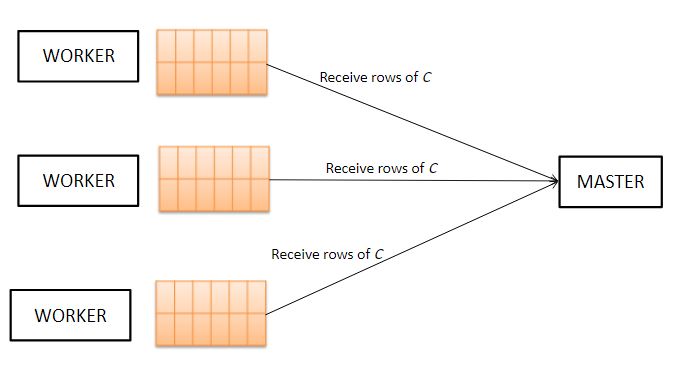 WORKER
Receive rows of C
WORKER
Receive rows of C
MASTER
Receive rows of C
WORKER